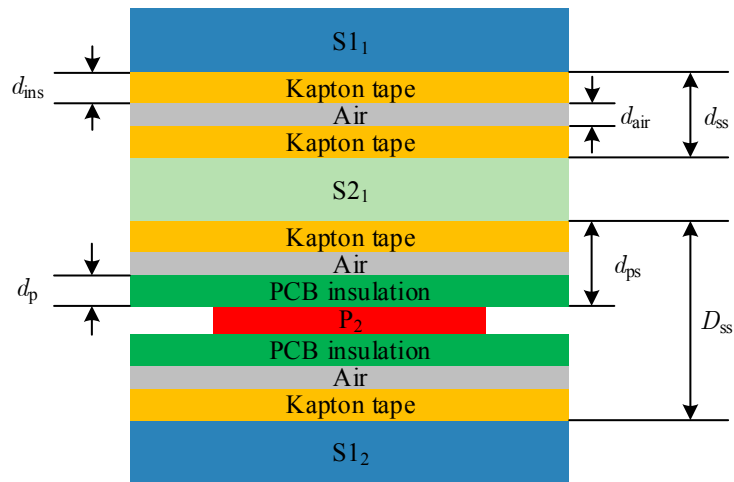 S1₁
d_ins
Kapton tape
Air
d_air
d_ss
Kapton tape
S2₁
Kapton tape
Air
d_ps
d_p
PCB insulation
P₂
D_ss
PCB insulation
Air
Kapton tape
S1₂